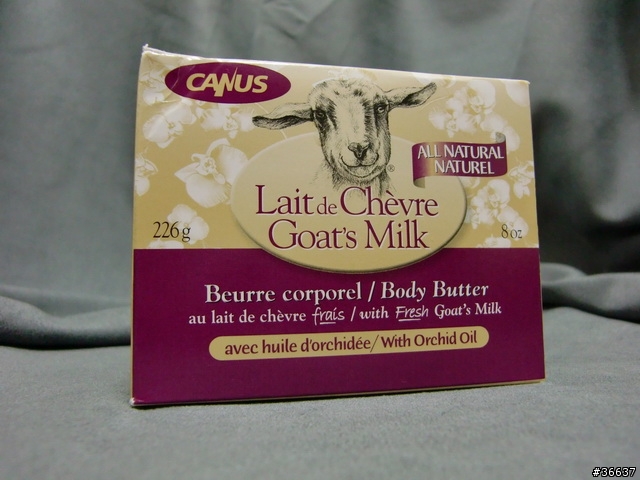 CANUS
ALL NATURAL
NATUREL
Lait de Chèvre
Goat's Milk
®
226 g
8 oz
Beurre corporel / Body Butter
au lait de chèvre frais / with Fresh Goat's Milk
avec huile d'orchidée/With Orchid Oil
#36637